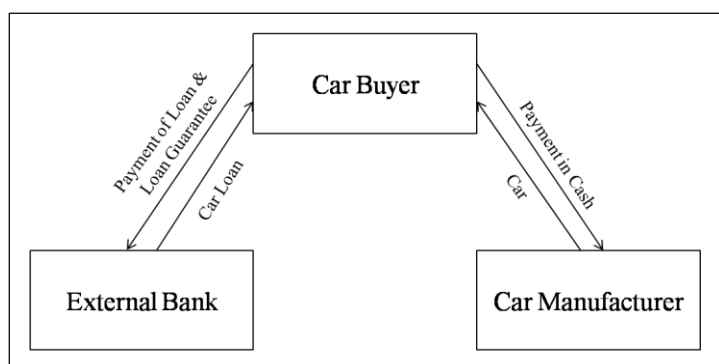 Car Buyer
Payment of Loan &
Loan Guarantee
Car Loan
Car
Payment in Cash
External Bank
Car Manufacturer